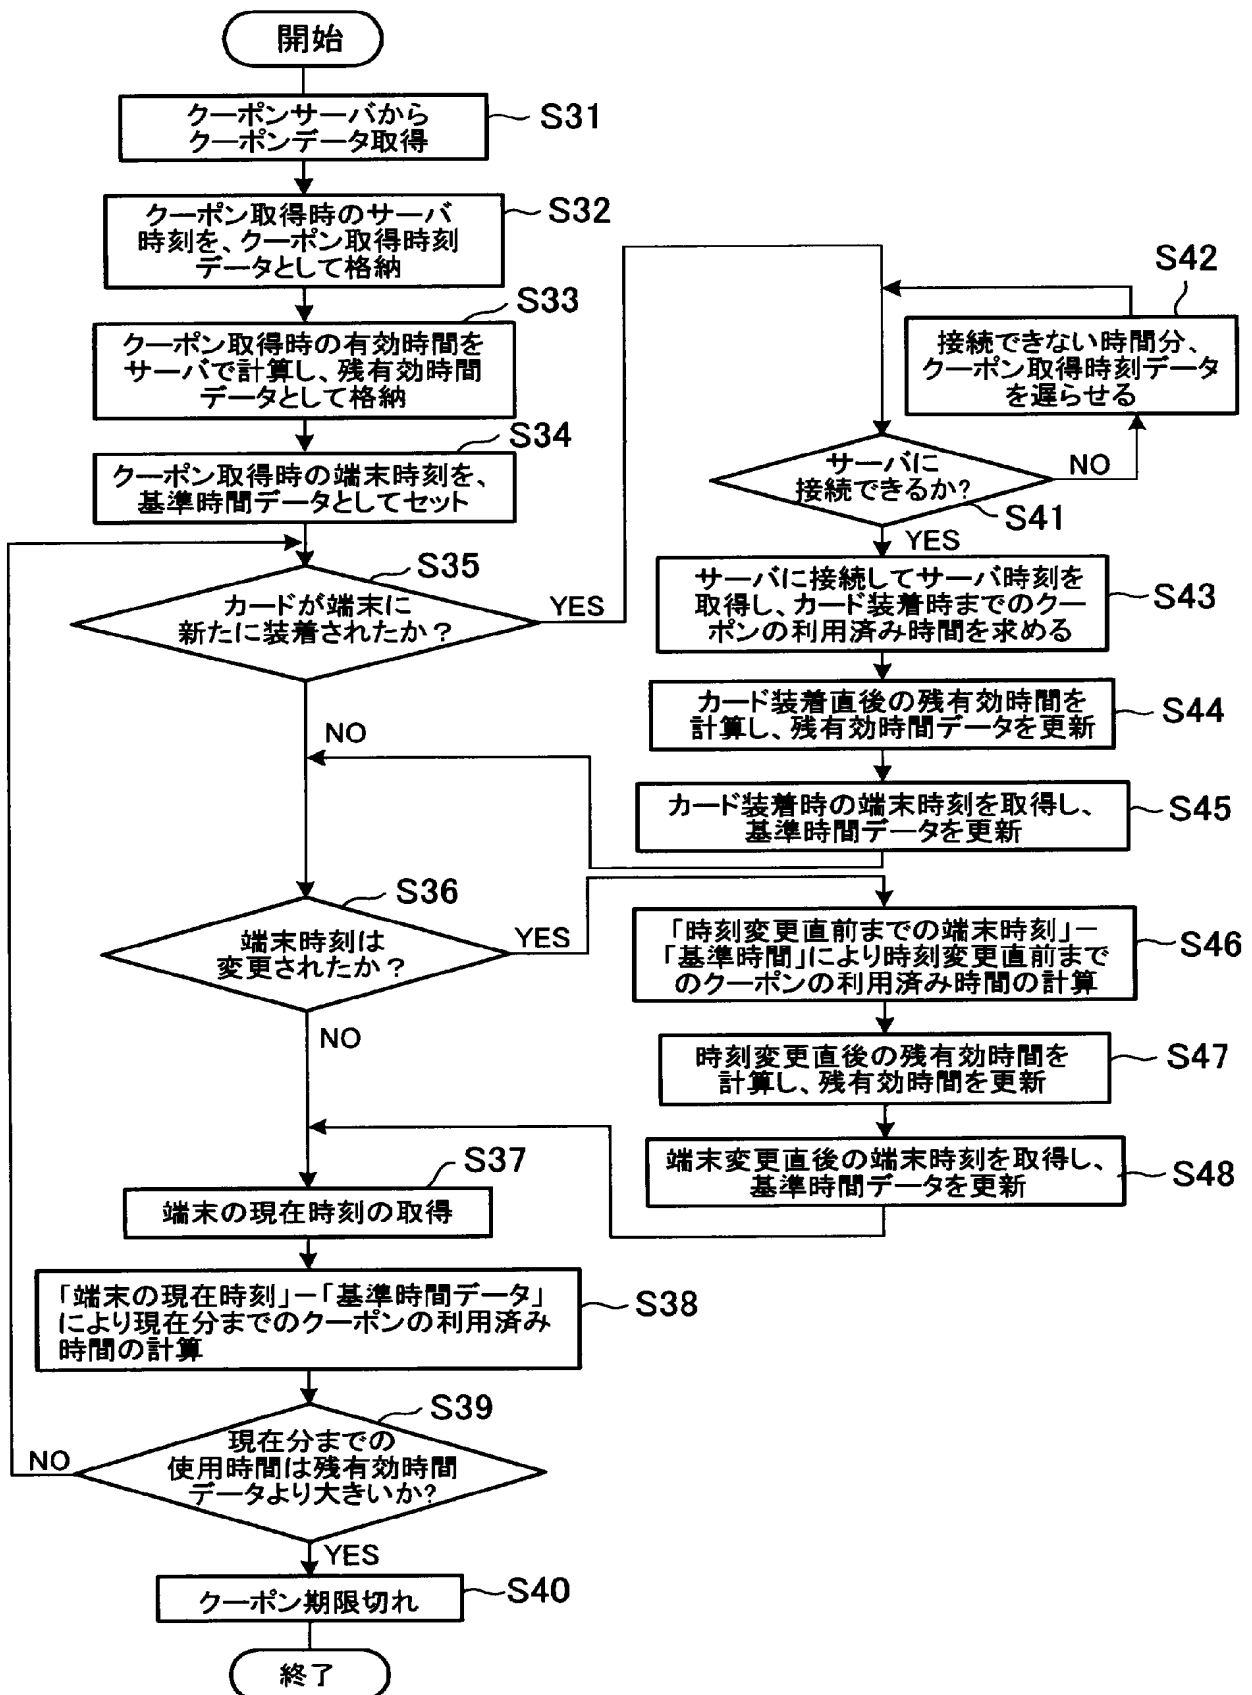 開始
クーポンサーバから
クーポンデータ取得
S31
クーポン取得時のサーバ
時刻を、クーポン取得時刻
データとして格納
S32
クーポン取得時の有効時間を
サーバで計算し、残有効時間
データとして格納
S33
クーポン取得時の端末時刻を、
基準時間データとしてセット
S34
カードが端末に
新たに装着されたか?
S35
YES
NO
端末時刻は
変更されたか?
S36
YES
NO
端末の現在時刻の取得
S37
「端末の現在時刻」−「基準時間データ」
により現在分までのクーポンの利用済み
時間の計算
S38
現在分までの
使用時間は残有効時間
データより大きいか?
S39
NO
YES
クーポン期限切れ
S40
終了
サーバに
接続できるか?
S41
NO
YES
接続できない時間分、
クーポン取得時刻データ
を遅らせる
S42
サーバに接続してサーバ時刻を
取得し、カード装着時までのクー
ポンの利用済み時間を求める
S43
カード装着直後の残有効時間を
計算し、残有効時間データを更新
S44
カード装着時の端末時刻を取得し、
基準時間データを更新
S45
「時刻変更直前までの端末時刻」−
「基準時間」により時刻変更直前まで
のクーポンの利用済み時間の計算
S46
時刻変更直後の残有効時間を
計算し、残有効時間を更新
S47
端末変更直後の端末時刻を取得し、
基準時間データを更新
S48